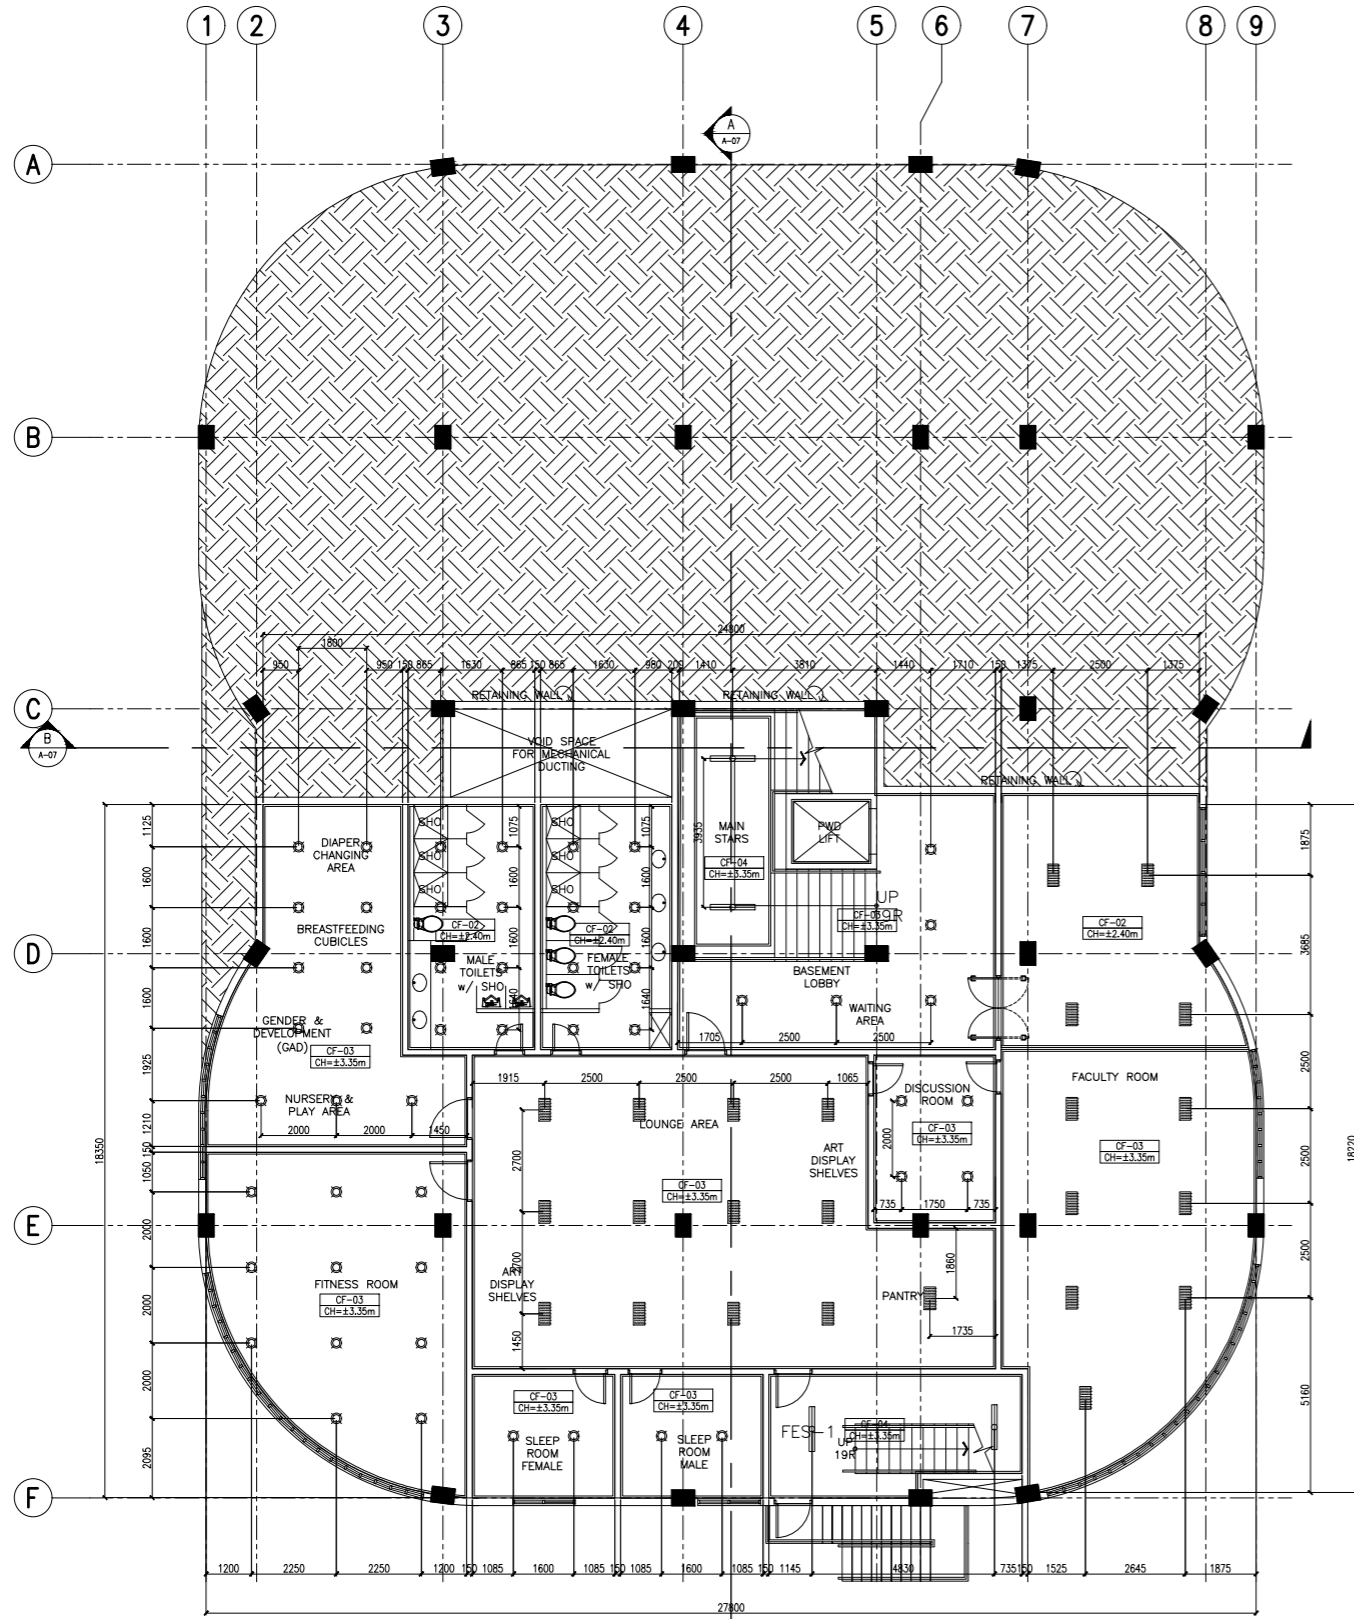 1 2 3 4 5 6 7 8 9
A
A-07
A
B
24800
1800
950 950 150 865 1630 865 150 865 1630 980 200 1410 3810 1440 1710 150 1375 2500 1375
RETAINING WALL
RETAINING WALL
C
B
A-07
VOID SPACE
FOR MECHANICAL
DUCTING
RETAINING WALL
1125
1600
1600
1600
1925
1210
150
1050
2000
2000
2000
2095
18350
DIAPER
CHANGING
AREA
BREASTFEEDING
CUBICLES
GENDER &
DEVELOPMENT
(GAD)
CF-03
CH=±3.35m
NURSERY &
PLAY AREA
2000 2000 1450
SHO
SHO
SHO
1075
1600
1600
1640
CF-02
CH=±2.40m
MALE
TOILETS
w/ SHO
SHO
SHO
SHO
1075
1600
1600
1640
CF-02
CH=±2.40m
FEMALE
TOILETS
w/ SHO
3935
MAIN
STARS
CF-04
CH=±3.35m
PWD
LIFT
UP
9R
CF-03
CH=±3.35m
BASEMENT
LOBBY
WAITING
AREA
1705 2500 2500
CF-02
CH=±2.40m
1875
3685
2500
2500
2500
5160
18220
D
1915 2500 2500 2500 1065
LOUNGE AREA
2700
2700
1450
ART
DISPLAY
SHELVES
CF-03
CH=±3.35m
DISCUSSION
ROOM
2000
CF-03
CH=±3.35m
735 1750 735
FACULTY ROOM
CF-03
CH=±3.35m
E
FITNESS ROOM
CF-03
CH=±3.35m
ART
DISPLAY
SHELVES
1860
PANTRY
1735
CF-03
CH=±3.35m
SLEEP
ROOM
FEMALE
CF-03
CH=±3.35m
SLEEP
ROOM
MALE
FES-1
CF-04
CH=±3.35m
UP
19R
F
1200 2250 2250 1200 150 1085 1600 1085 150 1085 1600 1085 150 1145 4830 735 150 1525 2645 1875
27800